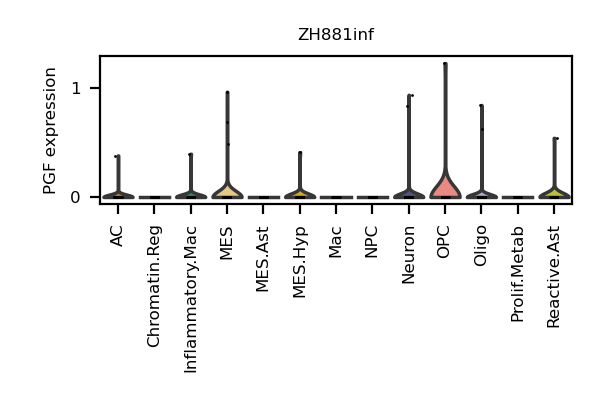 ZH881inf
PGF expression
1
0
AC
Chromatin.Reg
Inflammatory.Mac
MES
MES.Ast
MES.Hyp
Mac
NPC
Neuron
OPC
Oligo
Prolif.Metab
Reactive.Ast